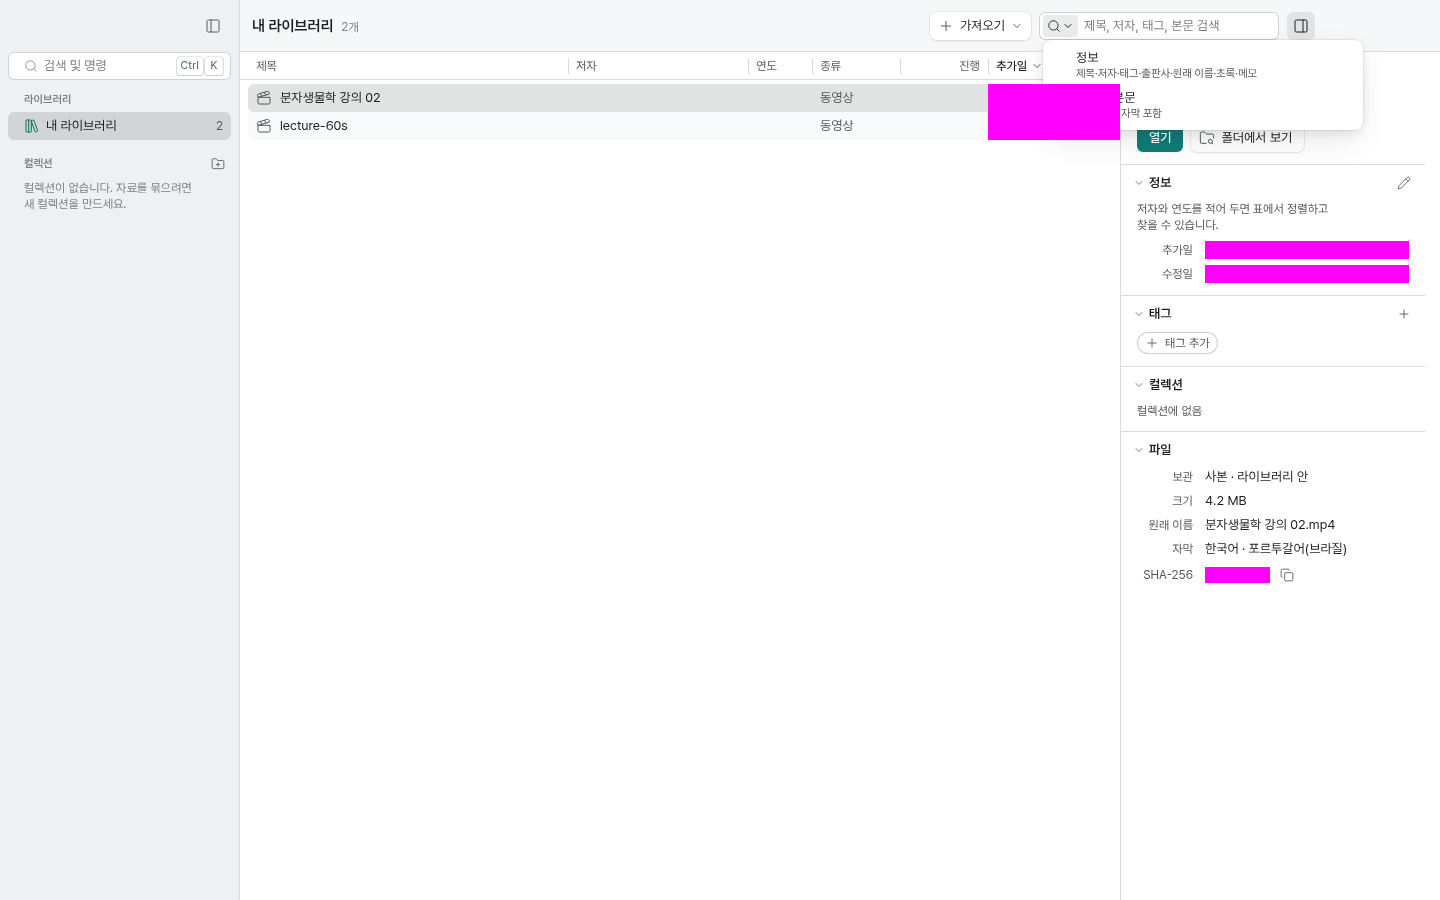 내 라이브러리 2개
가져오기
제목, 저자, 태그, 본문 검색
검색 및 명령 Ctrl K
라이브러리
내 라이브러리 2
컬렉션
컬렉션이 없습니다. 자료를 묶으려면
새 컬렉션을 만드세요.
제목 저자 연도 종류 진행 추가일
분자생물학 강의 02 동영상
lecture-60s 동영상
정보
제목·저자·태그·출판사·원래 이름·초록·메모
자막 포함
열기 폴더에서 보기
정보
저자와 연도를 적어 두면 표에서 정렬하고
찾을 수 있습니다.
추가일
수정일
태그
태그 추가
컬렉션
컬렉션에 없음
파일
보관 사본 · 라이브러리 안
크기 4.2 MB
원래 이름 분자생물학 강의 02.mp4
자막 한국어 · 포르투갈어(브라질)
SHA-256